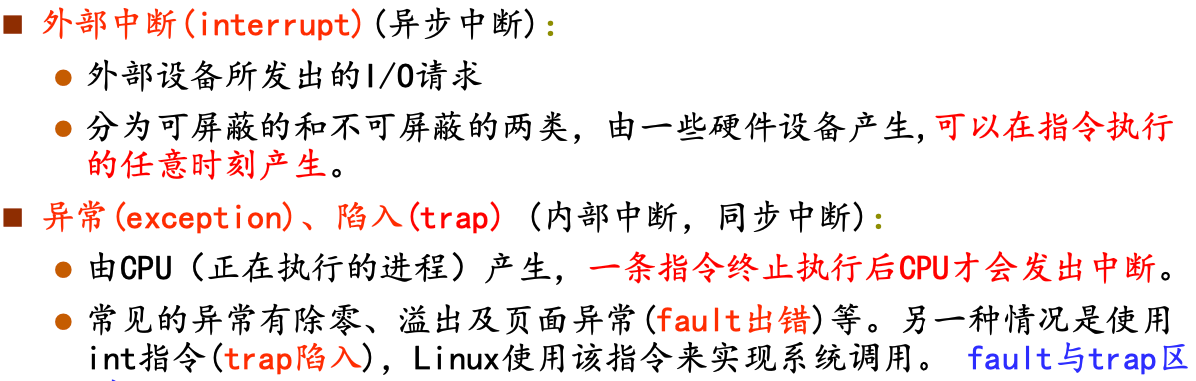 ■ 外部中断(interrupt)(异步中断)：
● 外部设备所发出的I/O请求
● 分为可屏蔽的和不可屏蔽的两类，由一些硬件设备产生,可以在指令执行
的任意时刻产生。
■ 异常(exception)、陷入(trap) (内部中断，同步中断)：
● 由CPU（正在执行的进程）产生，一条指令终止执行后CPU才会发出中断。
● 常见的异常有除零、溢出及页面异常(fault出错)等。另一种情况是使用
int指令(trap陷入)，Linux使用该指令来实现系统调用。 fault与trap区